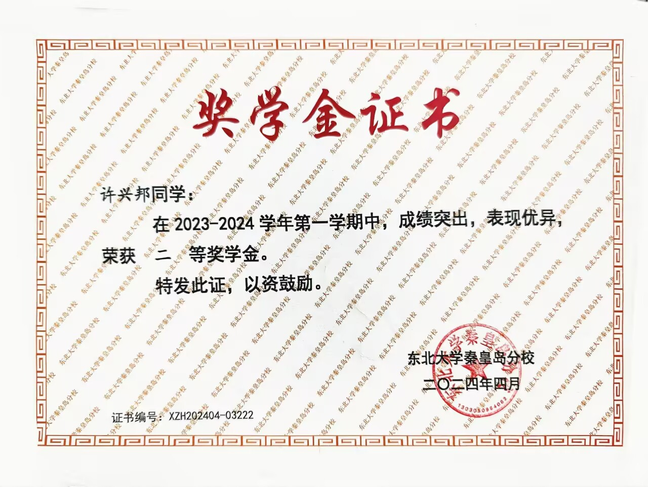 奖学金证书
许兴邦同学：
在 2023-2024 学年第一学期中，成绩突出，表现优异，
荣获 二 等奖学金。
特发此证，以资鼓励。
东北大学秦皇岛分校
二〇二四年四月
证书编号：XZH202404-03222